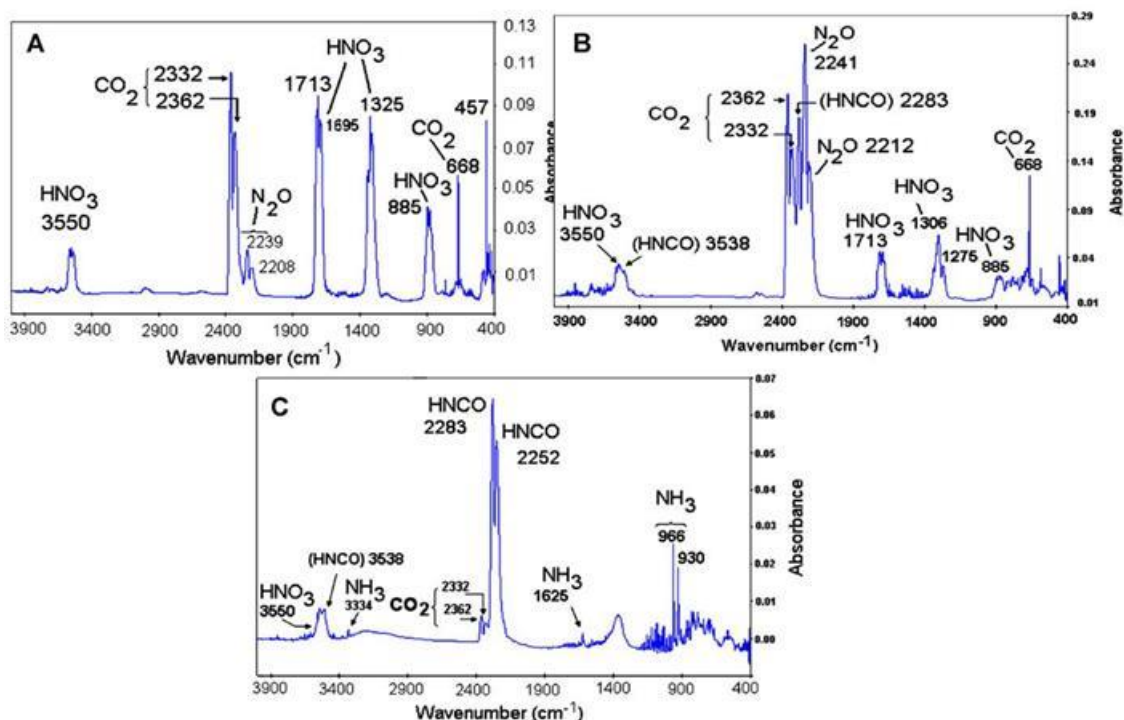 A
HNO3
3550
CO2 { 2332
2362
N2O
2239
2208
1713
HNO3
1695
1325
HNO3
885
CO2
668
457
0.13
0.11
0.09
0.07
0.05
0.03
0.01
Absorbance
3900 3400 2900 2400 1900 1400 900 400
Wavenumber (cm-1)
B
N2O
2241
(HNCO) 2283
CO2 { 2362
2332
N2O 2212
HNO3
3550
(HNCO) 3538
HNO3
1713
HNO3
1306
1275
HNO3
885
CO2
668
0.29
0.24
0.19
0.14
0.09
0.04
0.01
Absorbance
3900 3400 2900 2400 1900 1400 900 400
Wavenumber (cm-1)
C
HNCO
2283
HNCO
2252
(HNCO) 3538
HNO3
3550
NH3
3334
CO2 { 2332
2362
NH3
1625
NH3
966
930
0.07
0.06
0.05
0.04
0.03
0.02
0.01
0.00
Absorbance
3900 3400 2900 2400 1900 1400 900 400
Wavenumber (cm-1)